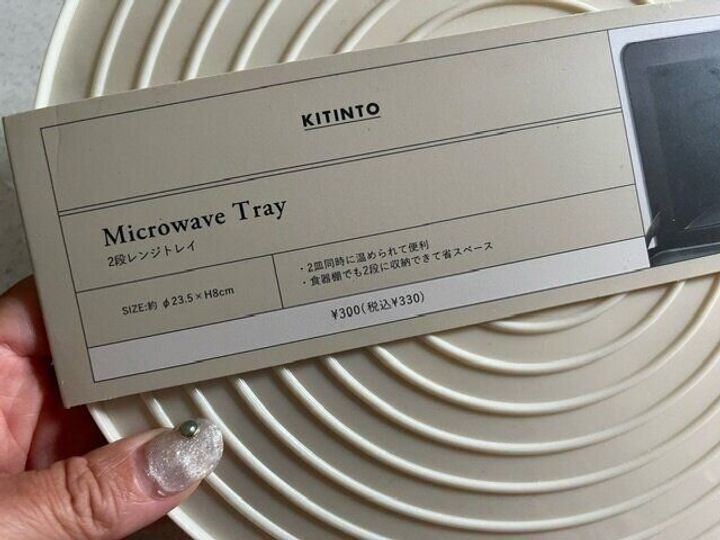 KITINTO
Microwave Tray
2段レンジトレイ
SIZE:約 φ23.5×H8cm
・2皿同時に温められて便利
・食器棚でも2段に収納できて省スペース
¥300(税込¥330)